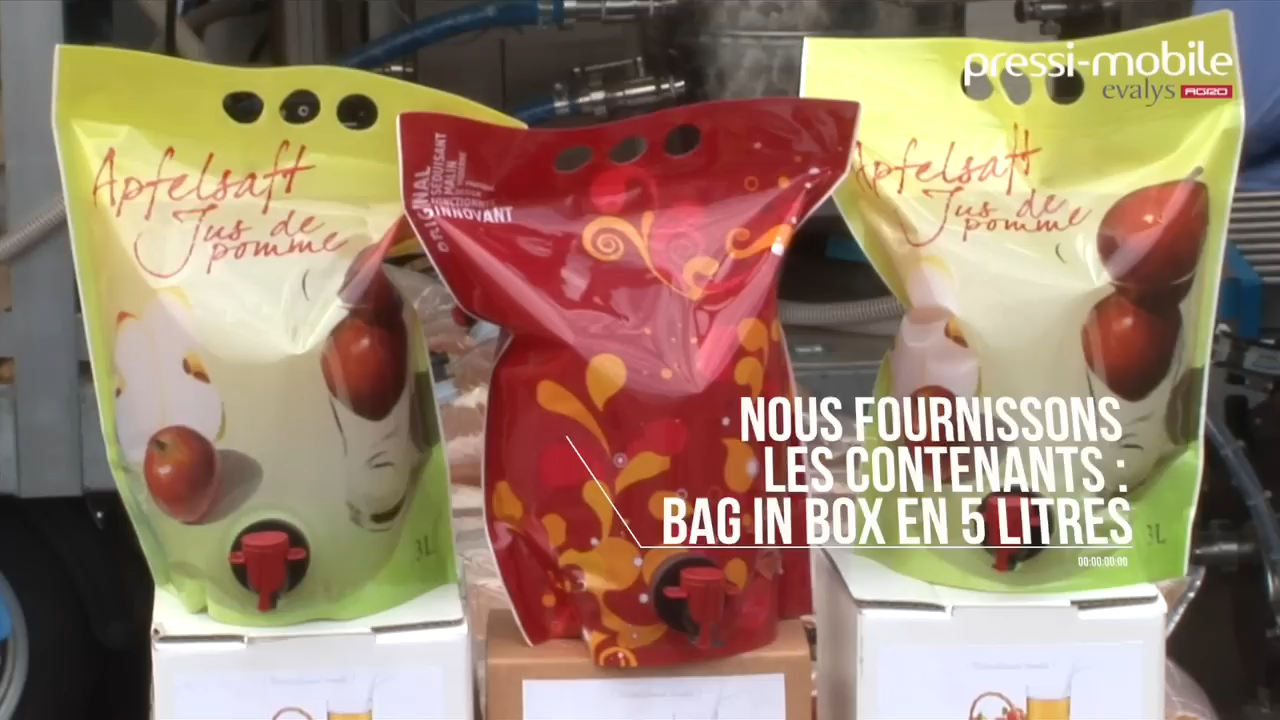 pressi-mobile
evalys AGRO
Apfelsaft
Jus de
pomme
3L
ORIGINAL
SÉDUISANT
MALIN
INNOVANT
Apfelsaft
Jus de
pomme
3L
NOUS FOURNISSONS
LES CONTENANTS :
BAG IN BOX EN 5 LITRES
00:00:00:00